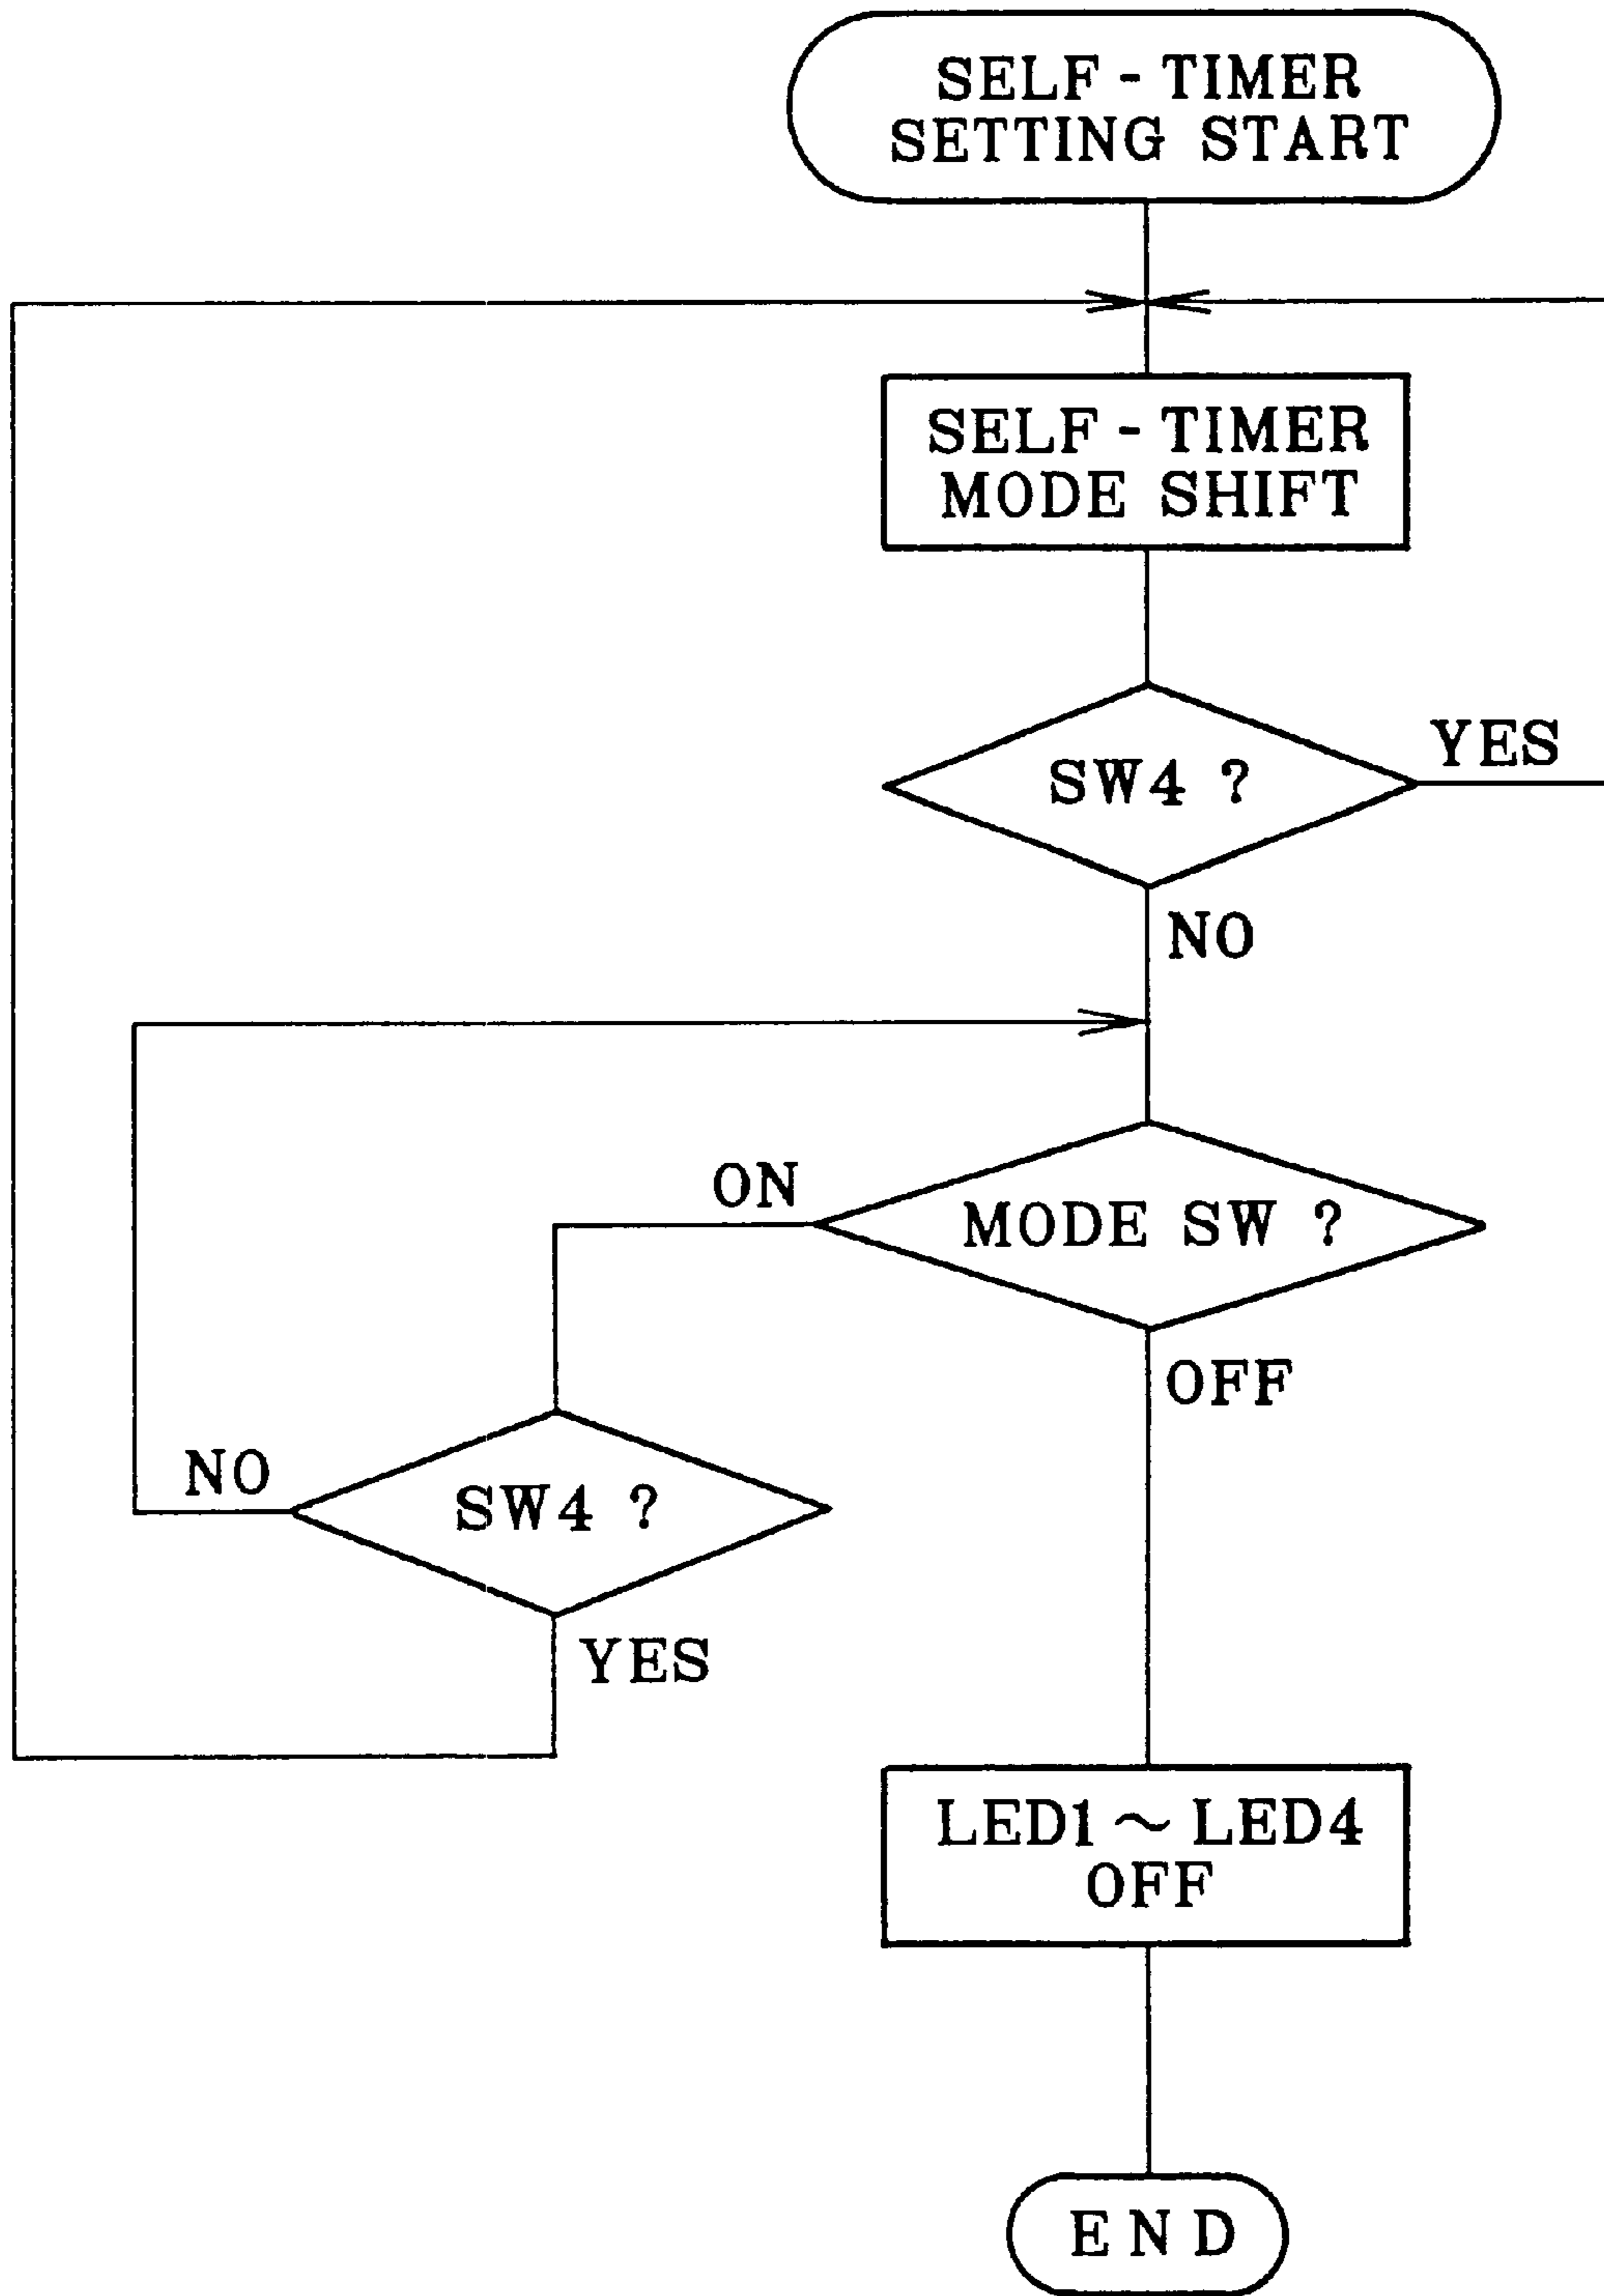 SELF - TIMER
SETTING START
SELF - TIMER
MODE SHIFT
SW4 ?
YES
NO
MODE SW ?
ON
OFF
SW4 ?
NO
YES
LED1 ~ LED4
OFF
END